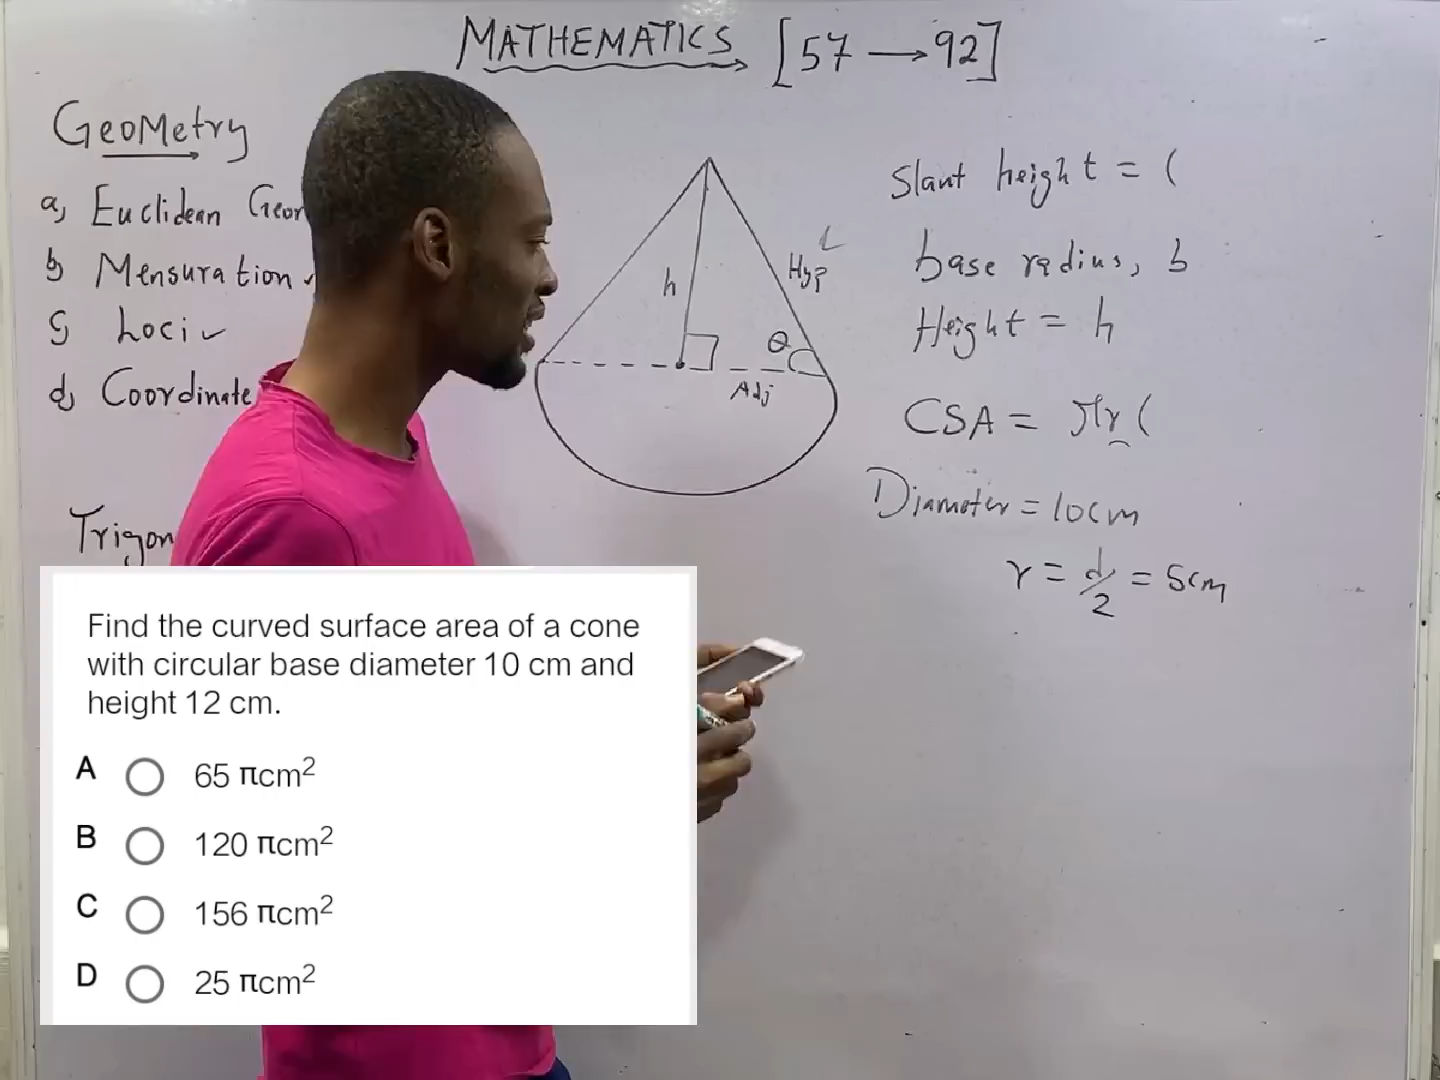 MATHEMATICS [57 → 92]
Geometry
a, Euclidean Geor
b Mensuration
Loci ✓
d, Coordinate
Trigon
h
L
Hyp
θ
Adj
Slant height = (
base radius, b
Height = h
CSA = πr(
Diameter = 10cm
r = d/2 = 5cm
Find the curved surface area of a cone
with circular base diameter 10 cm and
height 12 cm.
A 65 πcm²
B 120 πcm²
C 156 πcm²
D 25 πcm²